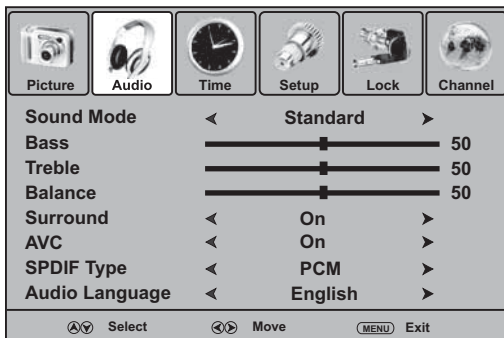 Picture Audio Time Setup Lock Channel
Sound Mode Standard
Bass 50
Treble 50
Balance 50
Surround On
AVC On
SPDIF Type PCM
Audio Language English
Select Move MENU Exit